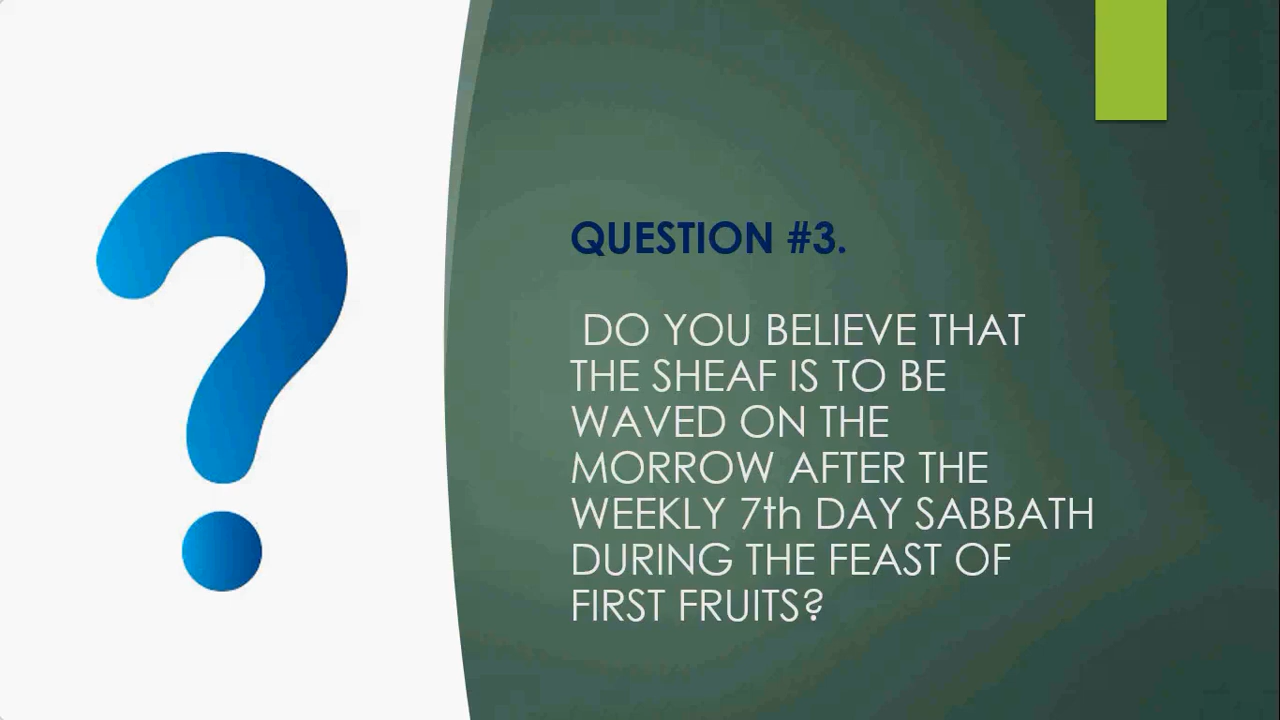 QUESTION #3.
DO YOU BELIEVE THAT
THE SHEAF IS TO BE
WAVED ON THE
MORROW AFTER THE
WEEKLY 7th DAY SABBATH
DURING THE FEAST OF
FIRST FRUITS?